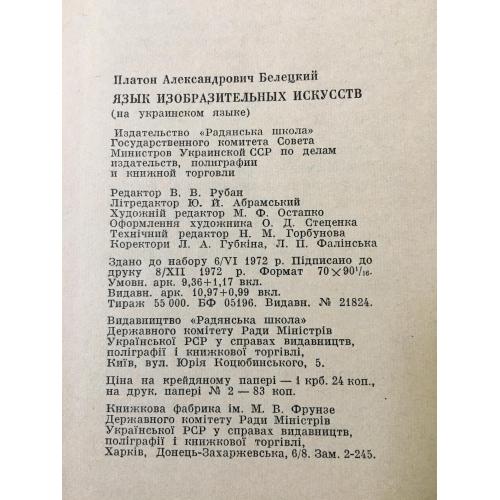 Платон Александрович Белецкий
ЯЗЫК ИЗОБРАЗИТЕЛЬНЫХ ИСКУССТВ
(на украинском языке)
Издательство «Радянська школа»
Государственного комитета Совета
Министров Украинской ССР по делам
издательств, полиграфии
и книжной торговли
Редактор В. В. Рубан
Літредактор Ю. Й. Абрамський
Художній редактор М. Ф. Остапко
Оформлення художника О. Д. Стеценка
Технічний редактор Н. М. Горбунова
Коректори Л. А. Губкіна, Л. П. Фалінська
Здано до набору 6/VI 1972 р. Підписано до
друку 8/XII 1972 р. Формат 70×90¹/₁₆.
Умовн. арк. 9,36+1,17 вкл.
Видавн. арк. 10,97+0,99 вкл.
Тираж 55 000. БФ 05196. Видавн. № 21824.
Видавництво «Радянська школа»
Державного комітету Ради Міністрів
Української РСР у справах видавництв,
поліграфії і книжкової торгівлі,
Київ, вул. Юрія Коцюбинського, 5.
Ціна на крейдяному папері — 1 крб. 24 коп.,
на друк. папері № 2 — 83 коп.
Книжкова фабрика ім. М. В. Фрунзе
Державного комітету Ради Міністрів
Української РСР у справах видавництв,
поліграфії і книжкової торгівлі,
Харків, Донець-Захаржевська, 6/8. Зам. 2-245.